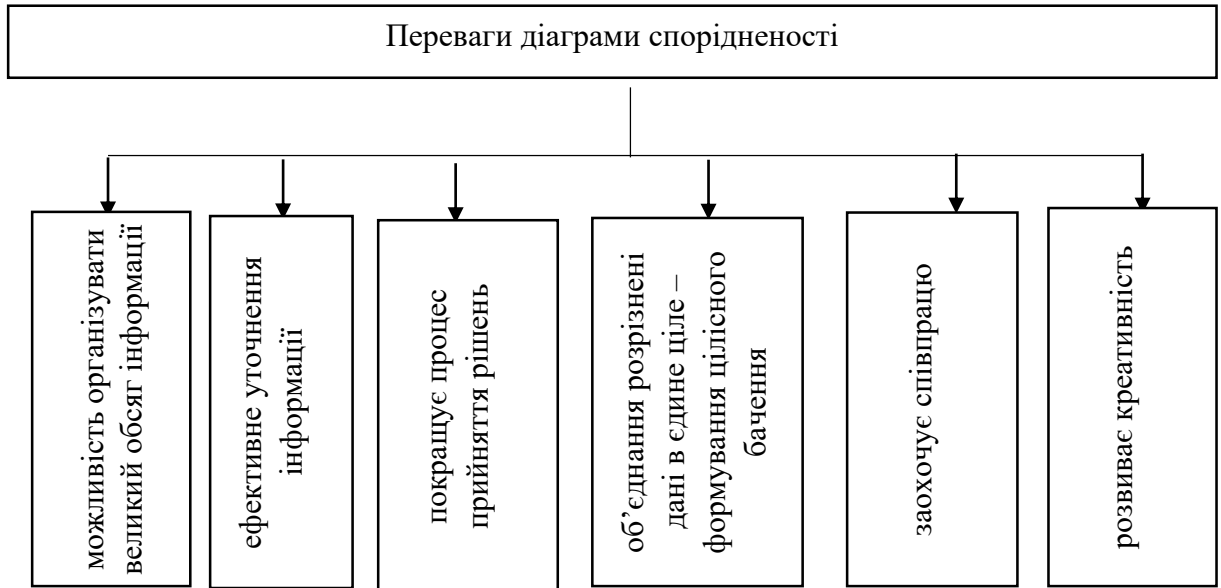 Переваги діаграми спорідненості
можливість організувати
великий обсяг інформації
ефективне уточнення
інформації
покращує процес
прийняття рішень
об’єднання розрізнені
дані в єдине ціле –
формування цілісного
бачення
заохочує співпрацю
розвиває креативність